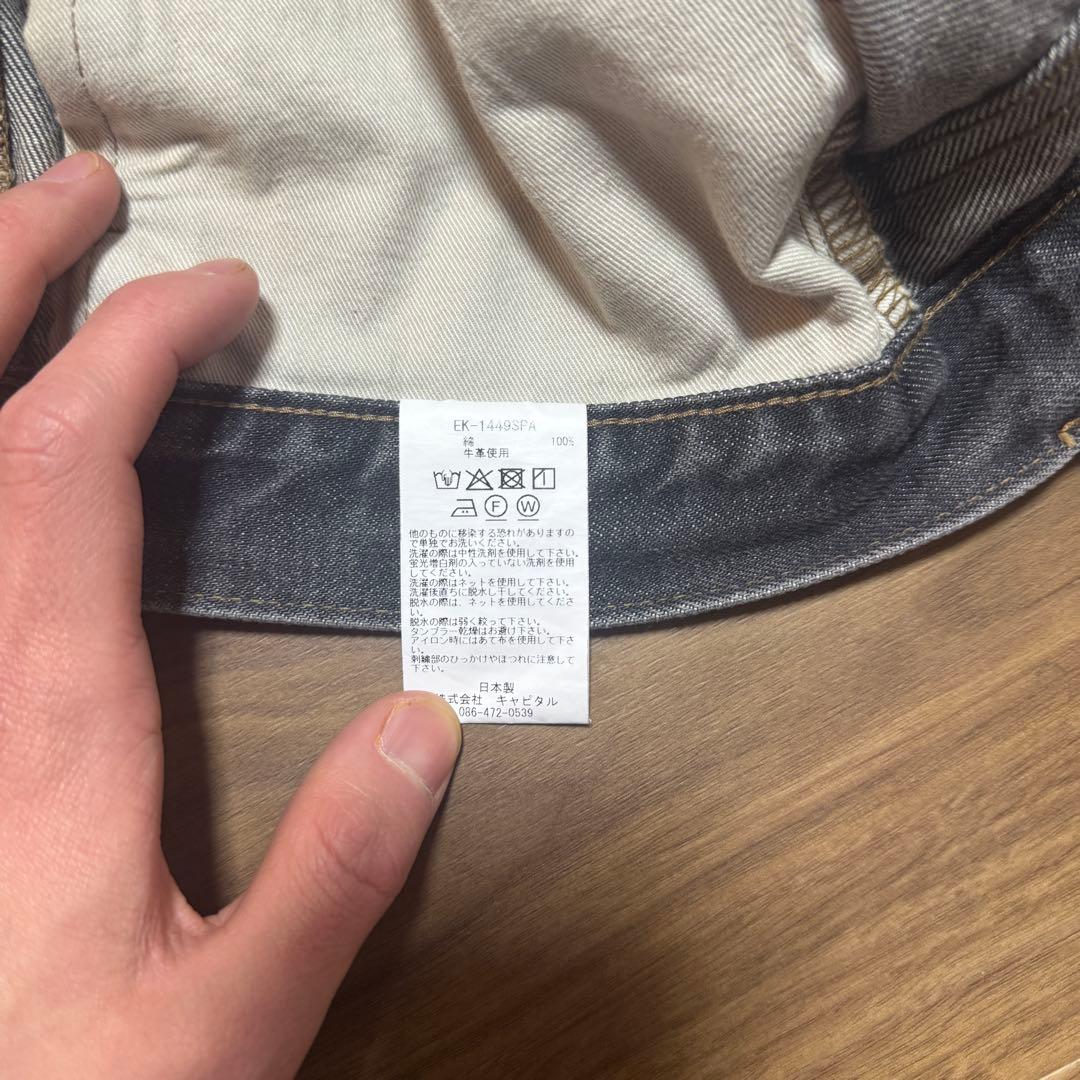 EK-1449SPA
綿 100%
牛革使用
F W
他のものに移染する恐れがありますの
で単独でお洗いください。
洗濯の際は中性洗剤を使用して下さい。
蛍光増白剤の入っていない洗剤を使用
してください。
洗濯の際はネットを使用して下さい。
洗濯後直ちに脱水し干してください。
脱水の際は、ネットを使用してくださ
い。
脱水の際は弱く絞って下さい。
タンブラー乾燥はお避け下さい。
アイロン時にはあて布を使用して下さ
い。
刺繍部のひっかけやほつれに注意して
下さい。
日本製
株式会社 キャピタル
086-472-0539